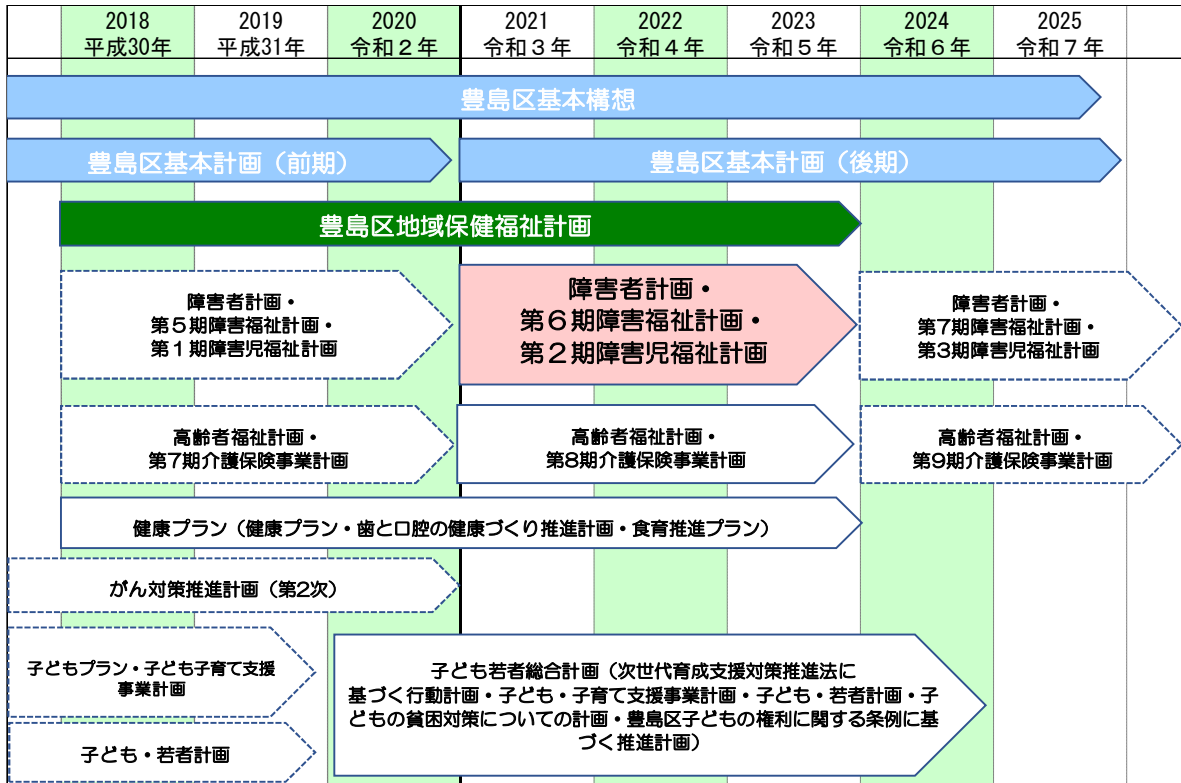 2018
平成30年
2019
平成31年
2020
令和２年
2021
令和３年
2022
令和４年
2023
令和５年
2024
令和６年
2025
令和７年
豊島区基本構想
豊島区基本計画（前期）
豊島区基本計画（後期）
豊島区地域保健福祉計画
障害者計画・
第５期障害福祉計画・
第１期障害児福祉計画
障害者計画・
第６期障害福祉計画・
第２期障害児福祉計画
障害者計画・
第7期障害福祉計画・
第3期障害児福祉計画
高齢者福祉計画・
第7期介護保険事業計画
高齢者福祉計画・
第8期介護保険事業計画
高齢者福祉計画・
第9期介護保険事業計画
健康プラン（健康プラン・歯と口腔の健康づくり推進計画・食育推進プラン）
がん対策推進計画（第2次）
子どもプラン・子ども子育て支援
事業計画
子ども若者総合計画（次世代育成支援対策推進法に
基づく行動計画・子ども・子育て支援事業計画・子ども・若者計画・子
どもの貧困対策についての計画・豊島区子どもの権利に関する条例に基
づく推進計画）
子ども・若者計画